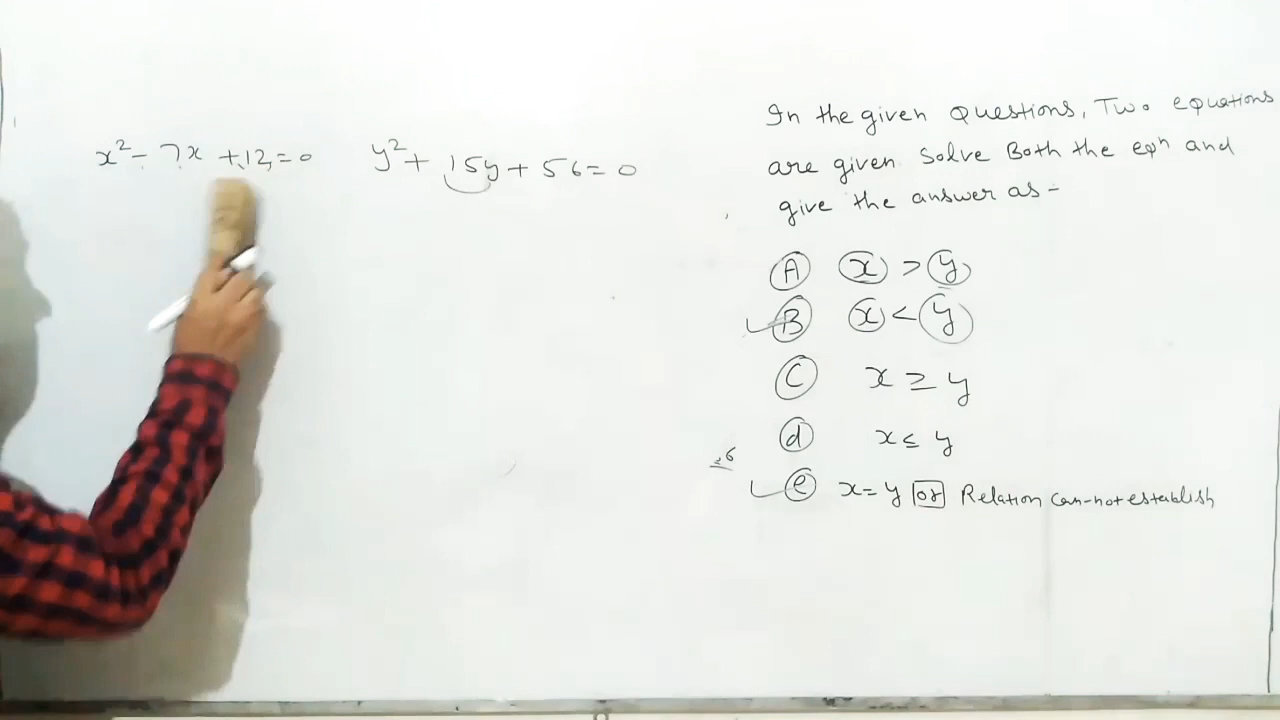 x² - 7x + 12 = 0
y² + 15y + 56 = 0
In the given Questions, Two equations
are given. Solve Both the eqn and
give the answer as -
A x > y
B x < y
C x ≥ y
d x ≤ y
e x = y or Relation can-not establish